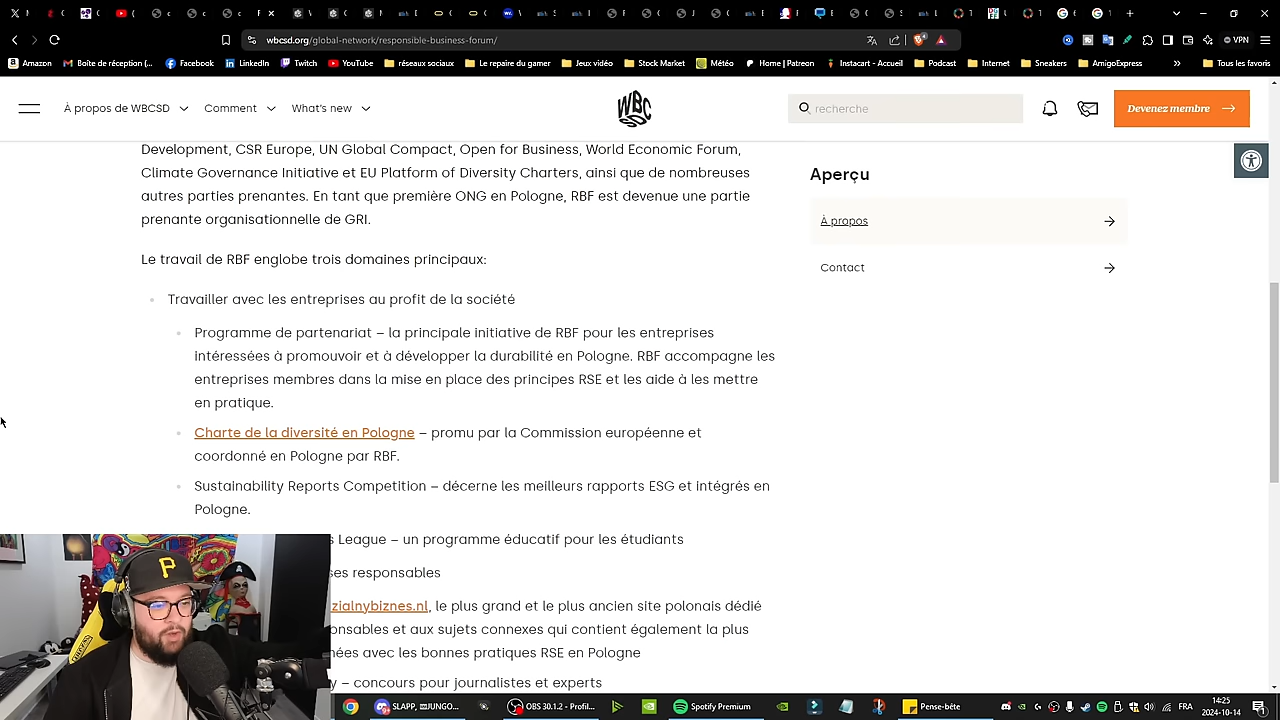 wbcsd.org/global-network/responsible-business-forum/
VPN
Amazon
Boîte de réception (...
Facebook
LinkedIn
Twitch
YouTube
réseaux sociaux
Le repaire du gamer
Jeux vidéo
Stock Market
Météo
Home | Patreon
Instacart - Accueil
Podcast
Internet
Sneakers
AmigoExpress
»
Tous les favoris
À propos de WBCSD
Comment
What's new
WBC
recherche
Devenez membre
Development, CSR Europe, UN Global Compact, Open for Business, World Economic Forum,
Climate Governance Initiative et EU Platform of Diversity Charters, ainsi que de nombreuses
autres parties prenantes. En tant que première ONG en Pologne, RBF est devenue une partie
prenante organisationnelle de GRI.
Le travail de RBF englobe trois domaines principaux:
Travailler avec les entreprises au profit de la société
Programme de partenariat – la principale initiative de RBF pour les entreprises
intéressées à promouvoir et à développer la durabilité en Pologne. RBF accompagne les
entreprises membres dans la mise en place des principes RSE et les aide à les mettre
en pratique.
Charte de la diversité en Pologne – promu par la Commission européenne et
coordonné en Pologne par RBF.
Sustainability Reports Competition – décerne les meilleurs rapports ESG et intégrés en
Pologne.
s League – un programme éducatif pour les étudiants
ses responsables
zialnybiznes.nl, le plus grand et le plus ancien site polonais dédié
onsables et aux sujets connexes qui contient également la plus
nées avec les bonnes pratiques RSE en Pologne
y – concours pour journalistes et experts
Aperçu
À propos
Contact
P
SLAPP, JUNGO...
OBS 30.1.2 - Profil...
Spotify Premium
Pense-bête
FRA
14:25
2024-10-14